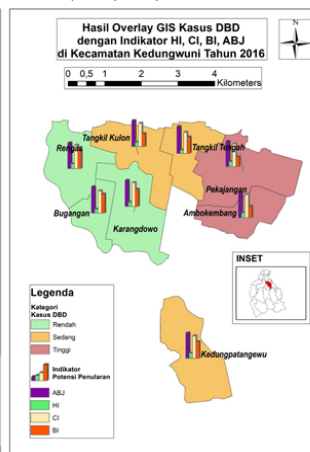 Hasil Overlay GIS Kasus DBD
dengan Indikator HI, CI, BI, ABJ
di Kecamatan Kedungwuni Tahun 2016
N
0 0,5 1 2 3 4
Kilometers
Tangkil Kulon
Rengas
Tangkil Tengah
Pekajangan
Bugangan
Ambokembang
Karangdowo
INSET
Legenda
Kategori
Kasus DBD
Rendah
Sedang
Tinggi
Indikator
Potensi Penularan
ABJ
HI
CI
BI
Kedungpatangewu